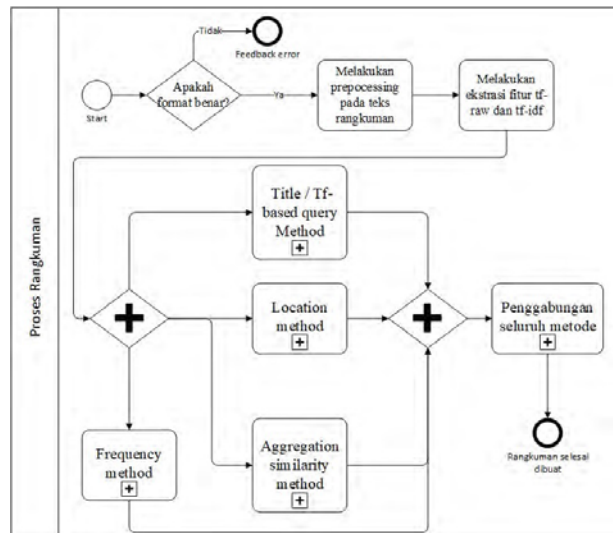 Proses Rangkuman
Tidak
Feedback error
Start
Apakah
format benar?
Ya
Melakukan
prepocessing
pada teks
rangkuman
Melakukan
ekstrasi fitur tf-
raw dan tf-idf
Title / Tf-
based query
Method
Location
method
Penggabungan
seluruh metode
Frequency
method
Aggregation
similarity
method
Rangkuman selesai
dibuat